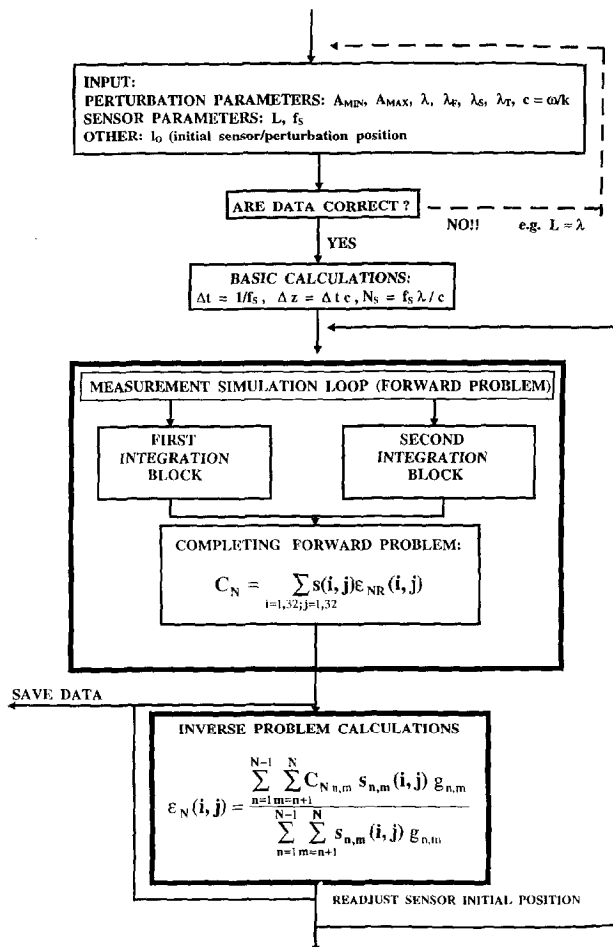 INPUT:
PERTURBATION PARAMETERS: A_MIN, A_MAX, λ, λ_F, λ_S, λ_T, c = ω/k
SENSOR PARAMETERS: L, f_S
OTHER: l_O (initial sensor/perturbation position
ARE DATA CORRECT?
NO!! e.g. L = λ
YES
BASIC CALCULATIONS:
Δt = 1/f_S, Δz = Δt c, N_S = f_S λ / c
MEASUREMENT SIMULATION LOOP (FORWARD PROBLEM)
FIRST
INTEGRATION
BLOCK
SECOND
INTEGRATION
BLOCK
COMPLETING FORWARD PROBLEM:
C_N = ∑_{i=1,32;j=1,32} s(i,j)ε_NR(i,j)
SAVE DATA
INVERSE PROBLEM CALCULATIONS
ε_N(i,j) = \frac{∑_{n=1}^{N-1} ∑_{m=n+1}^{N} C_{N n,m} s_{n,m}(i,j) g_{n,m}}{∑_{n=1}^{N-1} ∑_{m=n+1}^{N} s_{n,m}(i,j) g_{n,m}}
READJUST SENSOR INITIAL POSITION